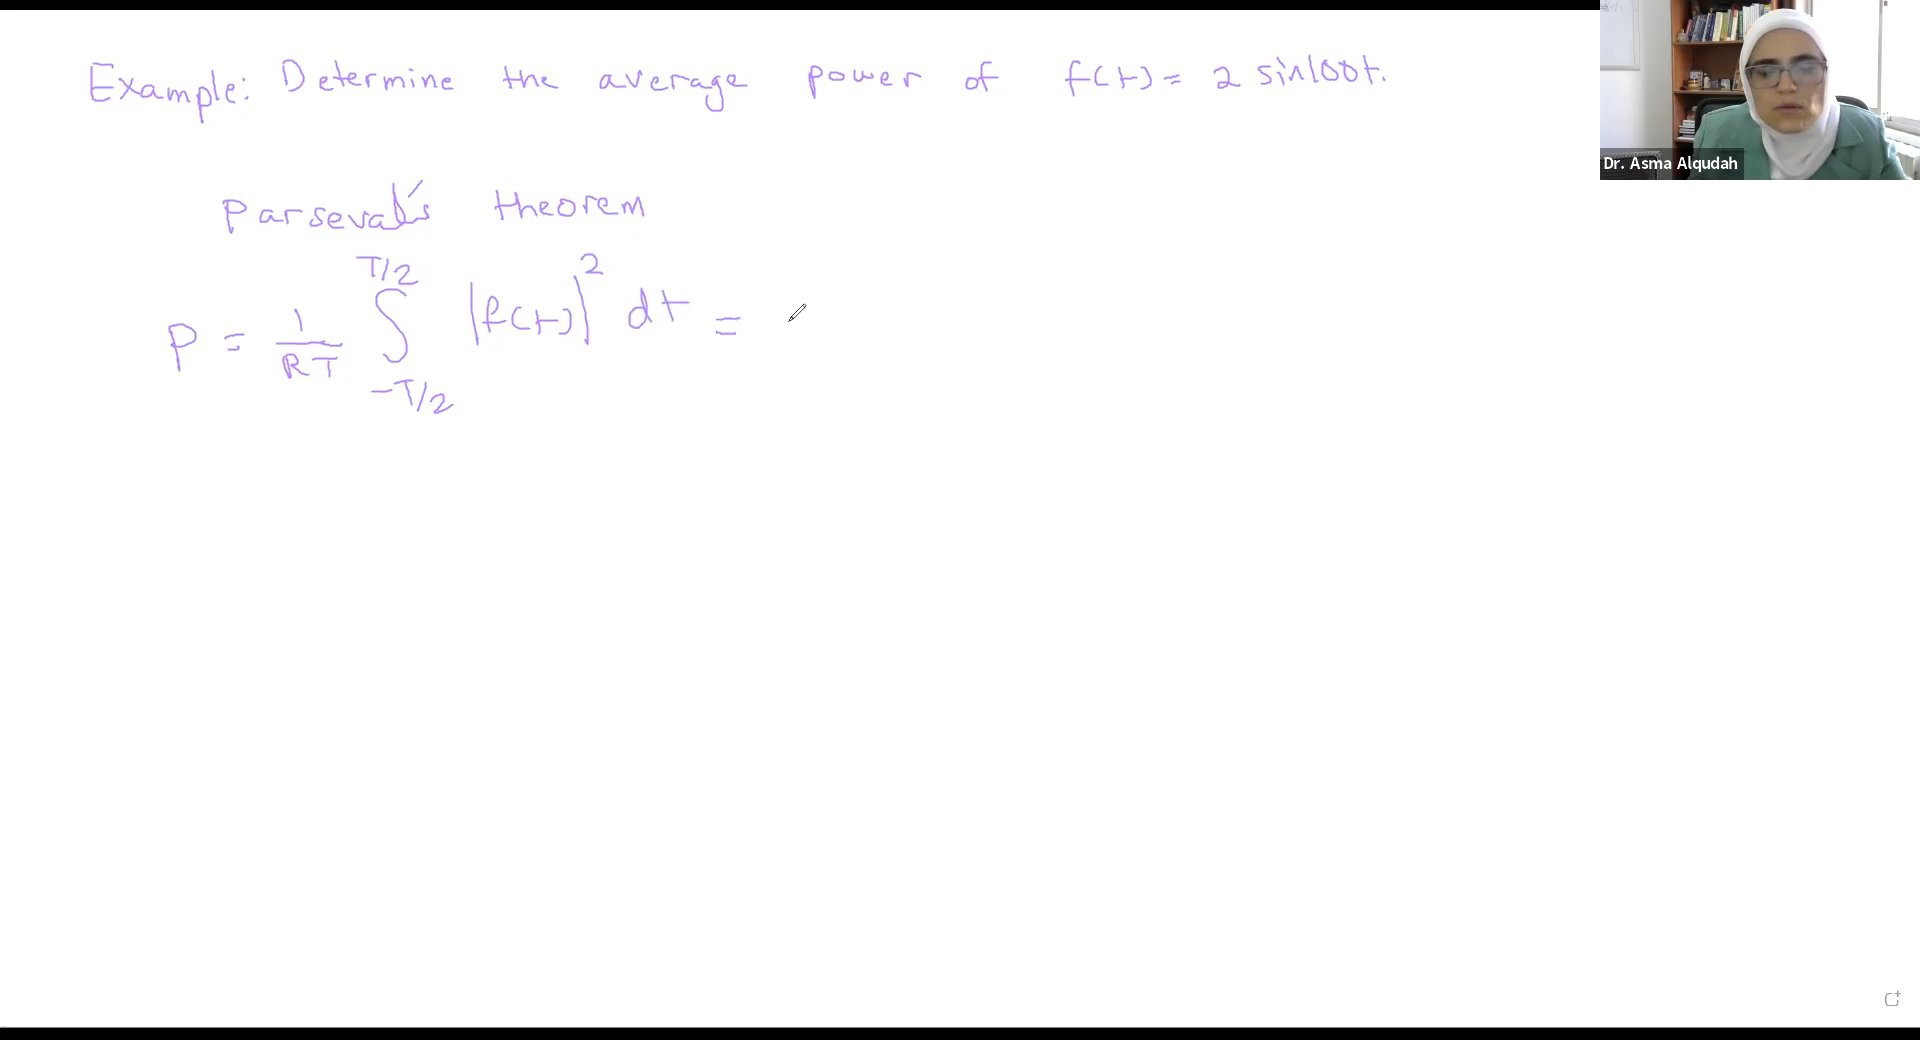 Example: Determine the average power of f(t) = 2 sin100t.
Dr. Asma Alqudah
Parseval's theorem
P = 1/RT ∫_{-T/2}^{T/2} |f(t)|² dt =